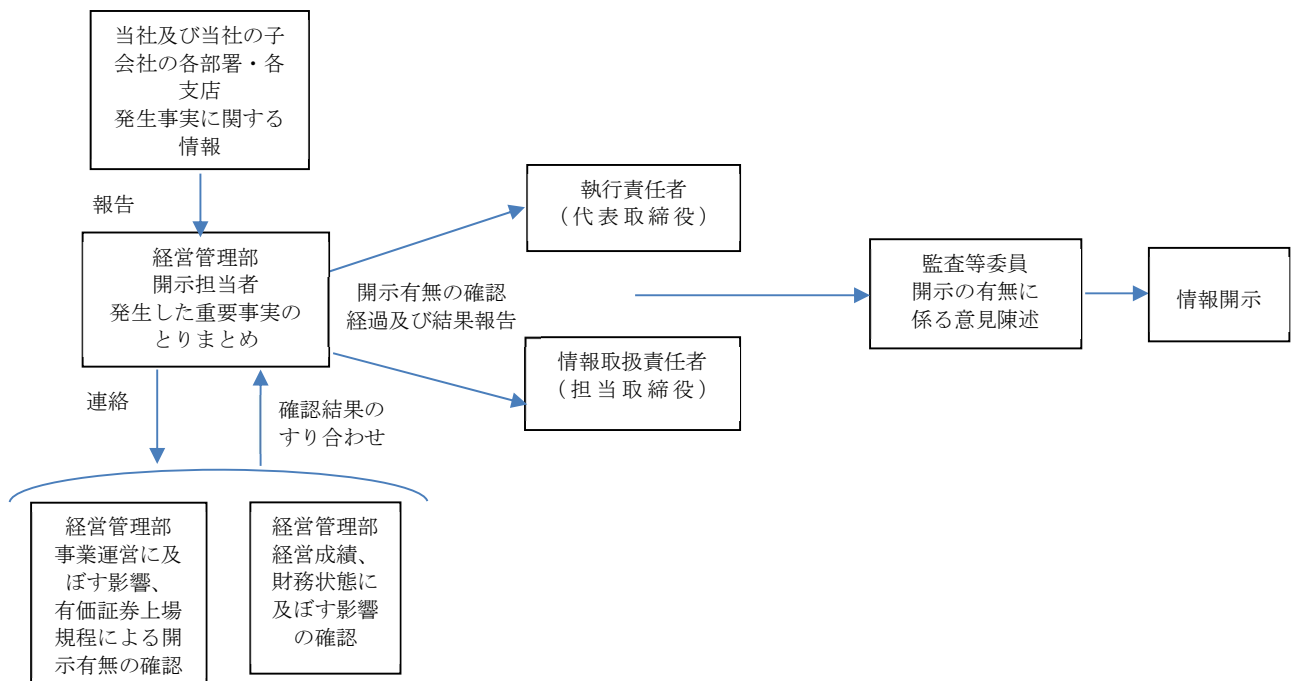 当社及び当社の子
会社の各部署・各
支店
発生事実に関する
情報
報告
経営管理部
開示担当者
発生した重要事実の
とりまとめ
執行責任者
（代表取締役）
開示有無の確認
経過及び結果報告
情報取扱責任者
（担当取締役）
監査等委員
開示の有無に
係る意見陳述
情報開示
連絡
確認結果の
すり合わせ
経営管理部
事業運営に及
ぼす影響、
有価証券上場
規程による開
示有無の確認
経営管理部
経営成績、
財務状態に
及ぼす影響
の確認